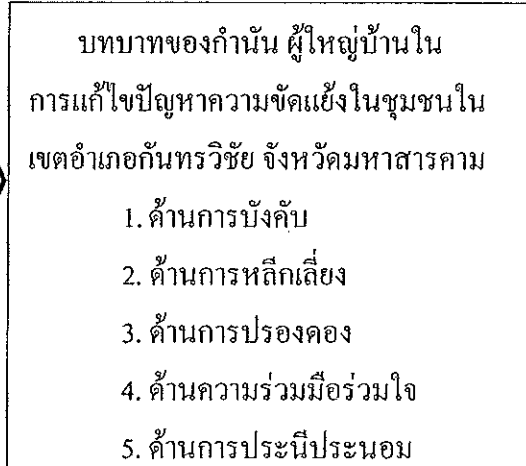 บทบาทของกำนัน ผู้ใหญ่บ้านใน
การแก้ไขปัญหาความขัดแย้งในชุมชนใน
เขตอำเภอกันทรวิชัย จังหวัดมหาสารคาม
1. ด้านการบังคับ
2. ด้านการหลีกเลี่ยง
3. ด้านการปรองดอง
4. ด้านความร่วมมือร่วมใจ
5. ด้านการประนีประนอม